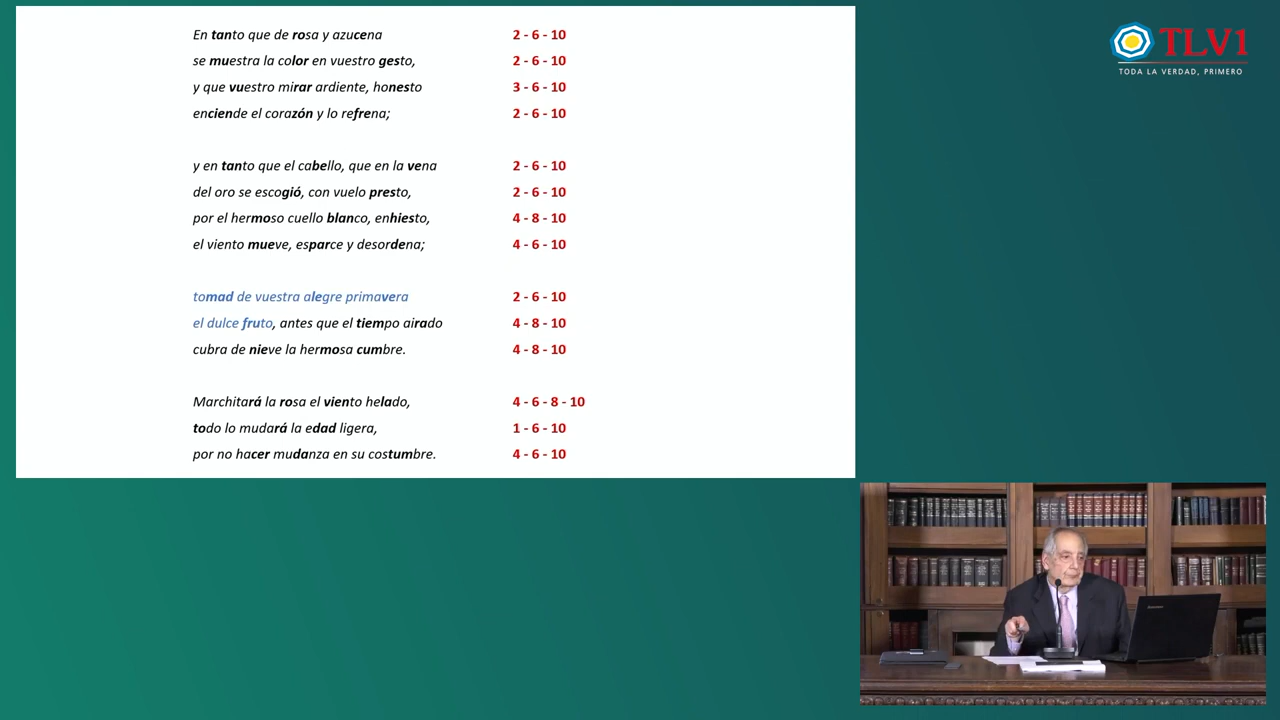 En tanto que de rosa y azucena 2 - 6 - 10
se muestra la color en vuestro gesto, 2 - 6 - 10
y que vuestro mirar ardiente, honesto 3 - 6 - 10
enciende el corazón y lo refrena; 2 - 6 - 10
y en tanto que el cabello, que en la vena 2 - 6 - 10
del oro se escogió, con vuelo presto, 2 - 6 - 10
por el hermoso cuello blanco, enhiesto, 4 - 8 - 10
el viento mueve, esparce y desordena; 4 - 6 - 10
tomad de vuestra alegre primavera 2 - 6 - 10
el dulce fruto, antes que el tiempo airado 4 - 8 - 10
cubra de nieve la hermosa cumbre. 4 - 8 - 10
Marchitará la rosa el viento helado, 4 - 6 - 8 - 10
todo lo mudará la edad ligera, 1 - 6 - 10
por no hacer mudanza en su costumbre. 4 - 6 - 10
TLV1
TODA LA VERDAD, PRIMERO